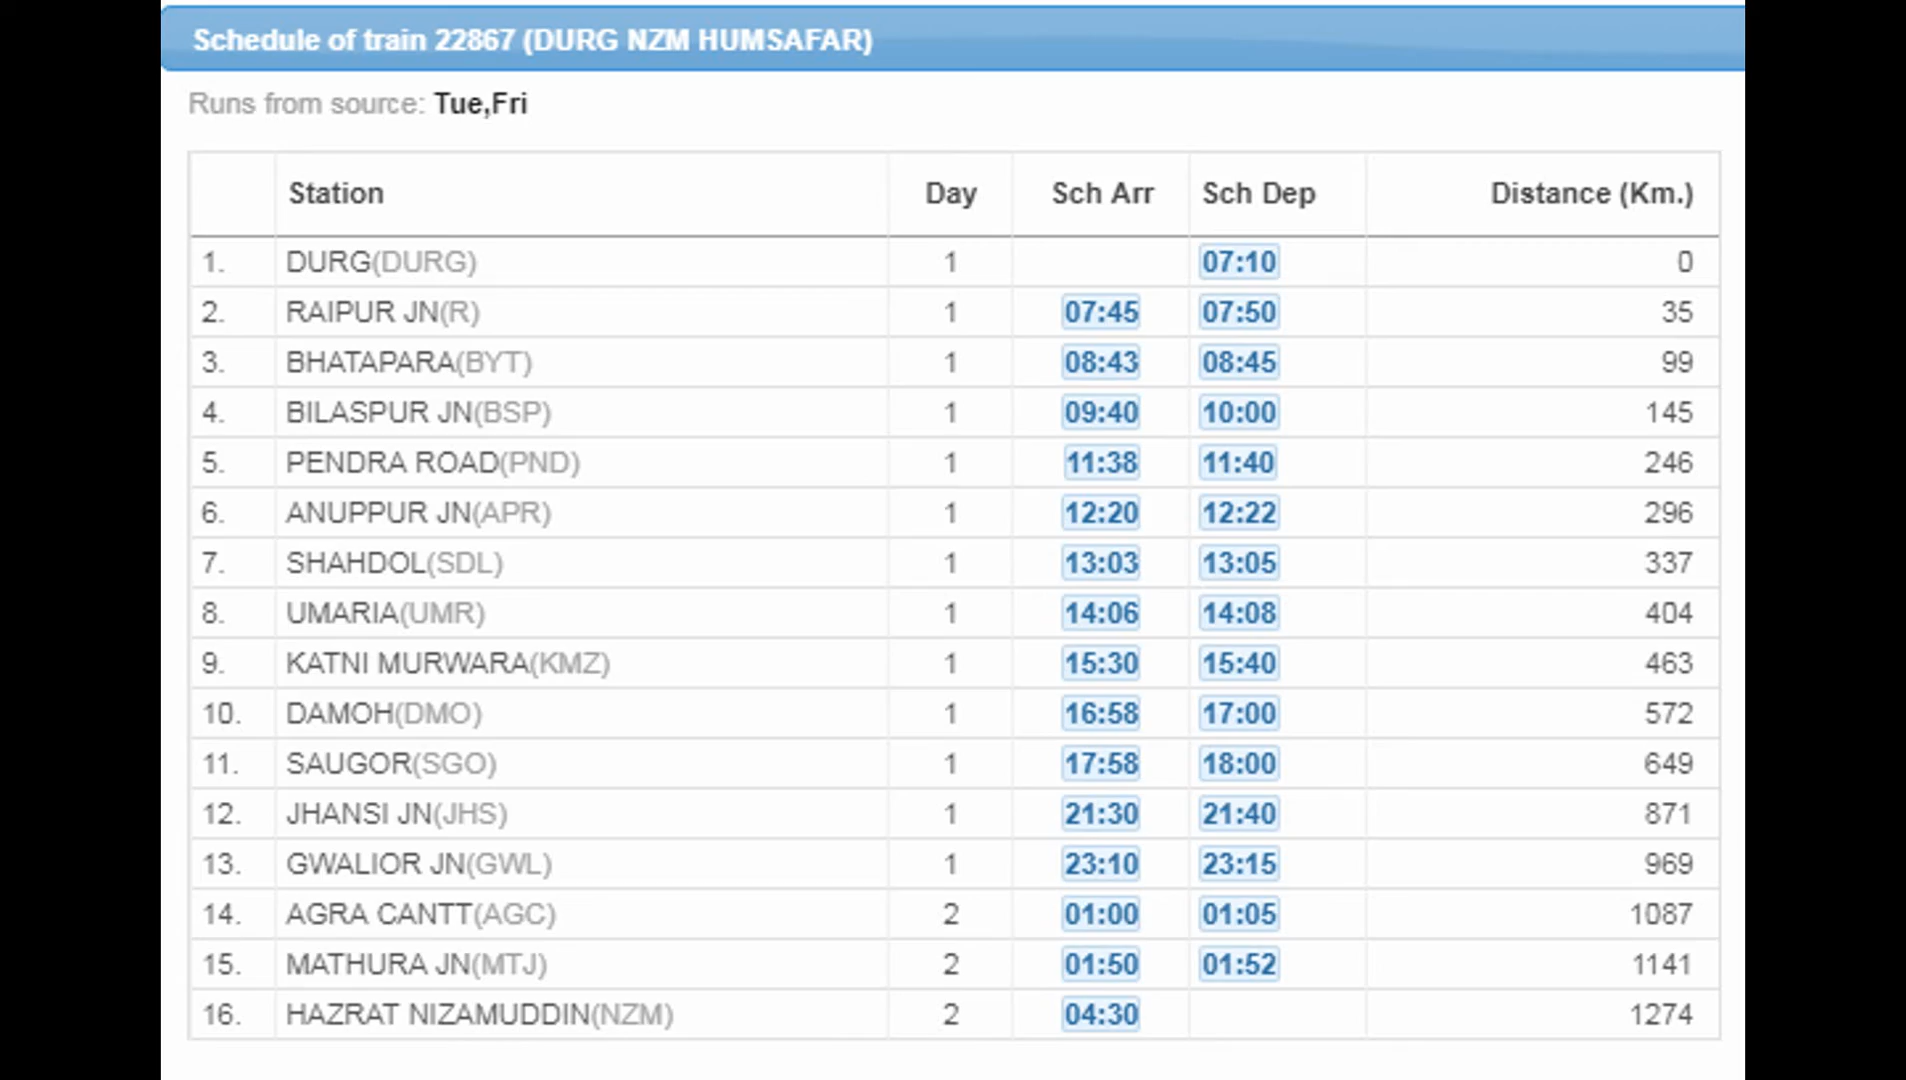 Schedule of train 22867 (DURG NZM HUMSAFAR)
Runs from source: Tue,Fri
Station Day Sch Arr Sch Dep Distance (Km.)
1. DURG(DURG) 1 07:10 0
2. RAIPUR JN(R) 1 07:45 07:50 35
3. BHATAPARA(BYT) 1 08:43 08:45 99
4. BILASPUR JN(BSP) 1 09:40 10:00 145
5. PENDRA ROAD(PND) 1 11:38 11:40 246
6. ANUPPUR JN(APR) 1 12:20 12:22 296
7. SHAHDOL(SDL) 1 13:03 13:05 337
8. UMARIA(UMR) 1 14:06 14:08 404
9. KATNI MURWARA(KMZ) 1 15:30 15:40 463
10. DAMOH(DMO) 1 16:58 17:00 572
11. SAUGOR(SGO) 1 17:58 18:00 649
12. JHANSI JN(JHS) 1 21:30 21:40 871
13. GWALIOR JN(GWL) 1 23:10 23:15 969
14. AGRA CANTT(AGC) 2 01:00 01:05 1087
15. MATHURA JN(MTJ) 2 01:50 01:52 1141
16. HAZRAT NIZAMUDDIN(NZM) 2 04:30 1274